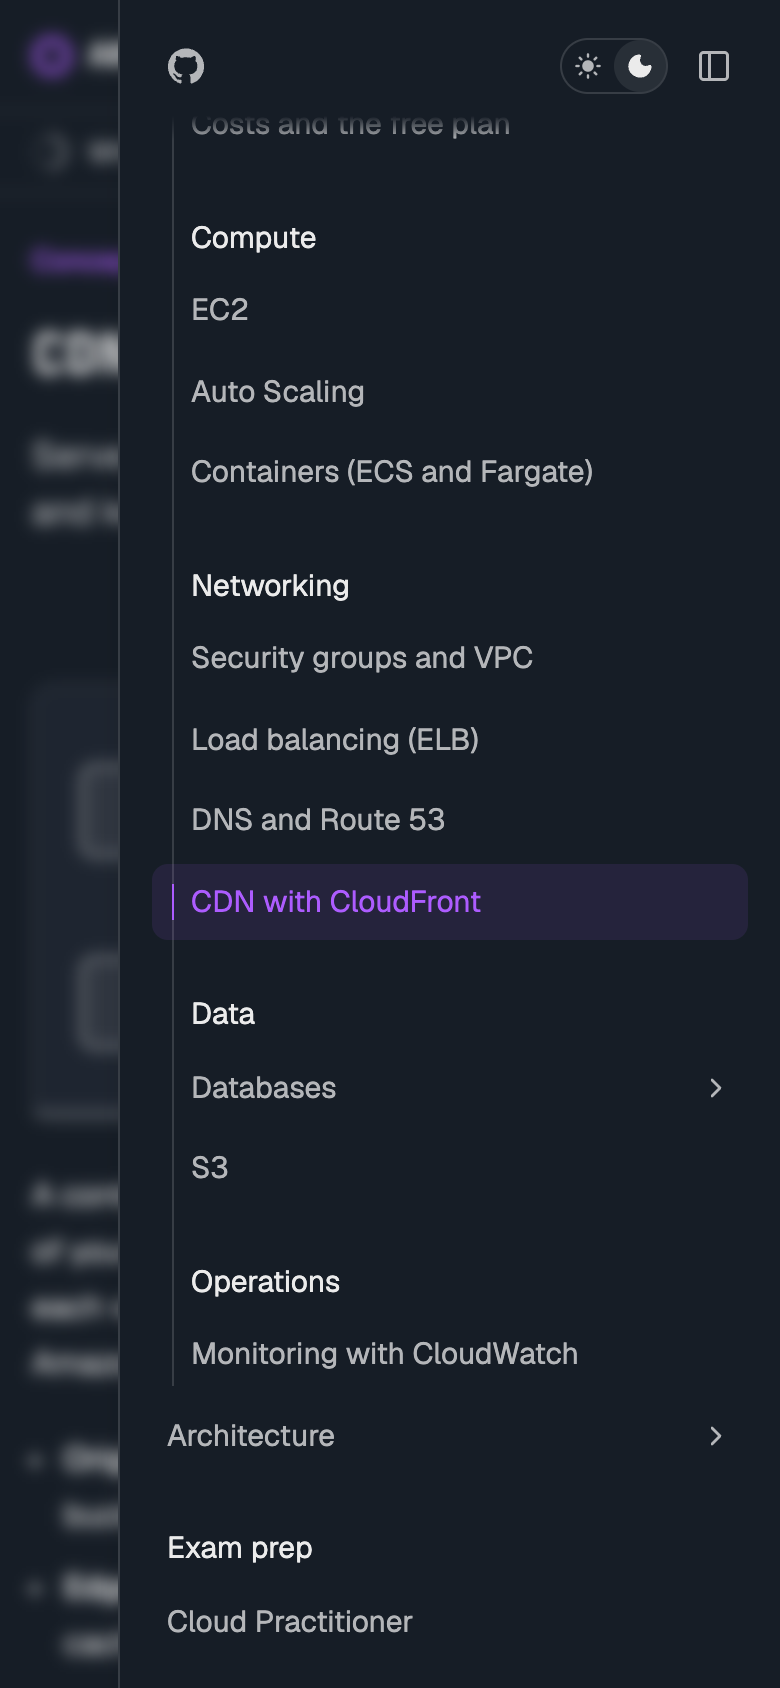 Costs and the free plan
Compute
EC2
Auto Scaling
Containers (ECS and Fargate)
Networking
Security groups and VPC
Load balancing (ELB)
DNS and Route 53
CDN with CloudFront
Data
Databases
S3
Operations
Monitoring with CloudWatch
Architecture
Exam prep
Cloud Practitioner